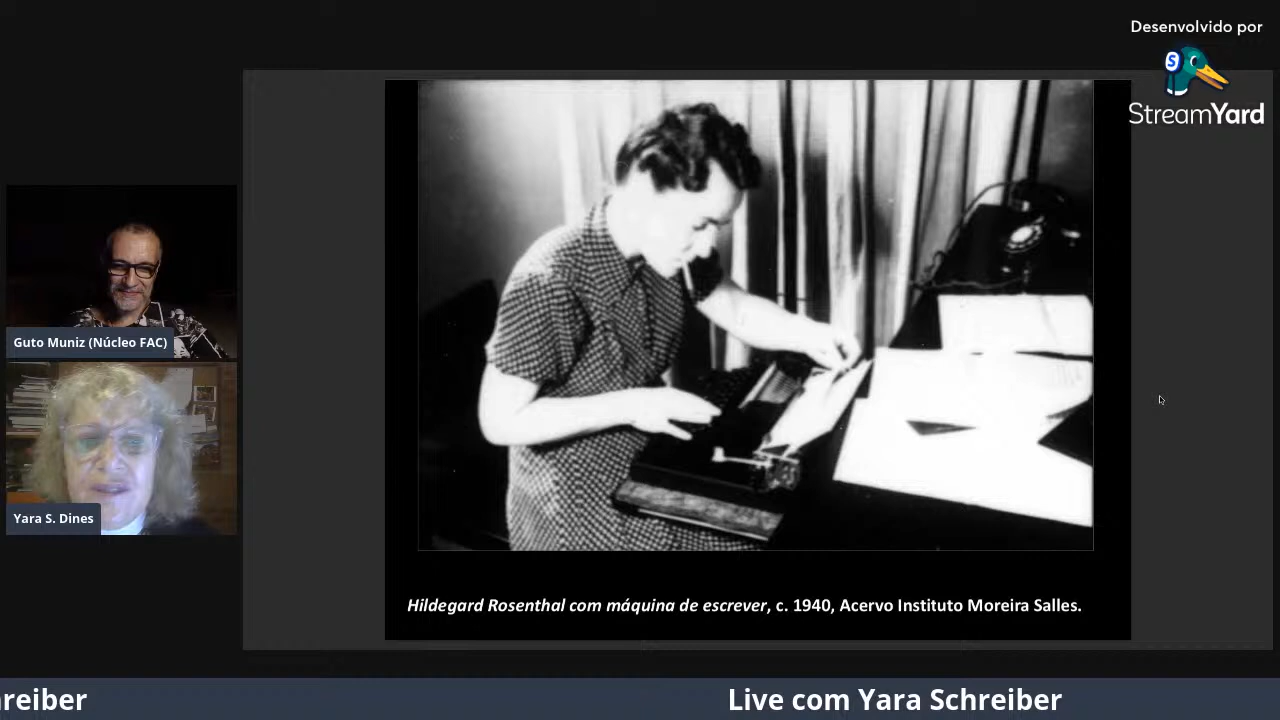 Desenvolvido por
StreamYard
Guto Muniz (Núcleo FAC)
Yara S. Dines
Hildegard Rosenthal com máquina de escrever, c. 1940, Acervo Instituto Moreira Salles.
hreiber
Live com Yara Schreiber